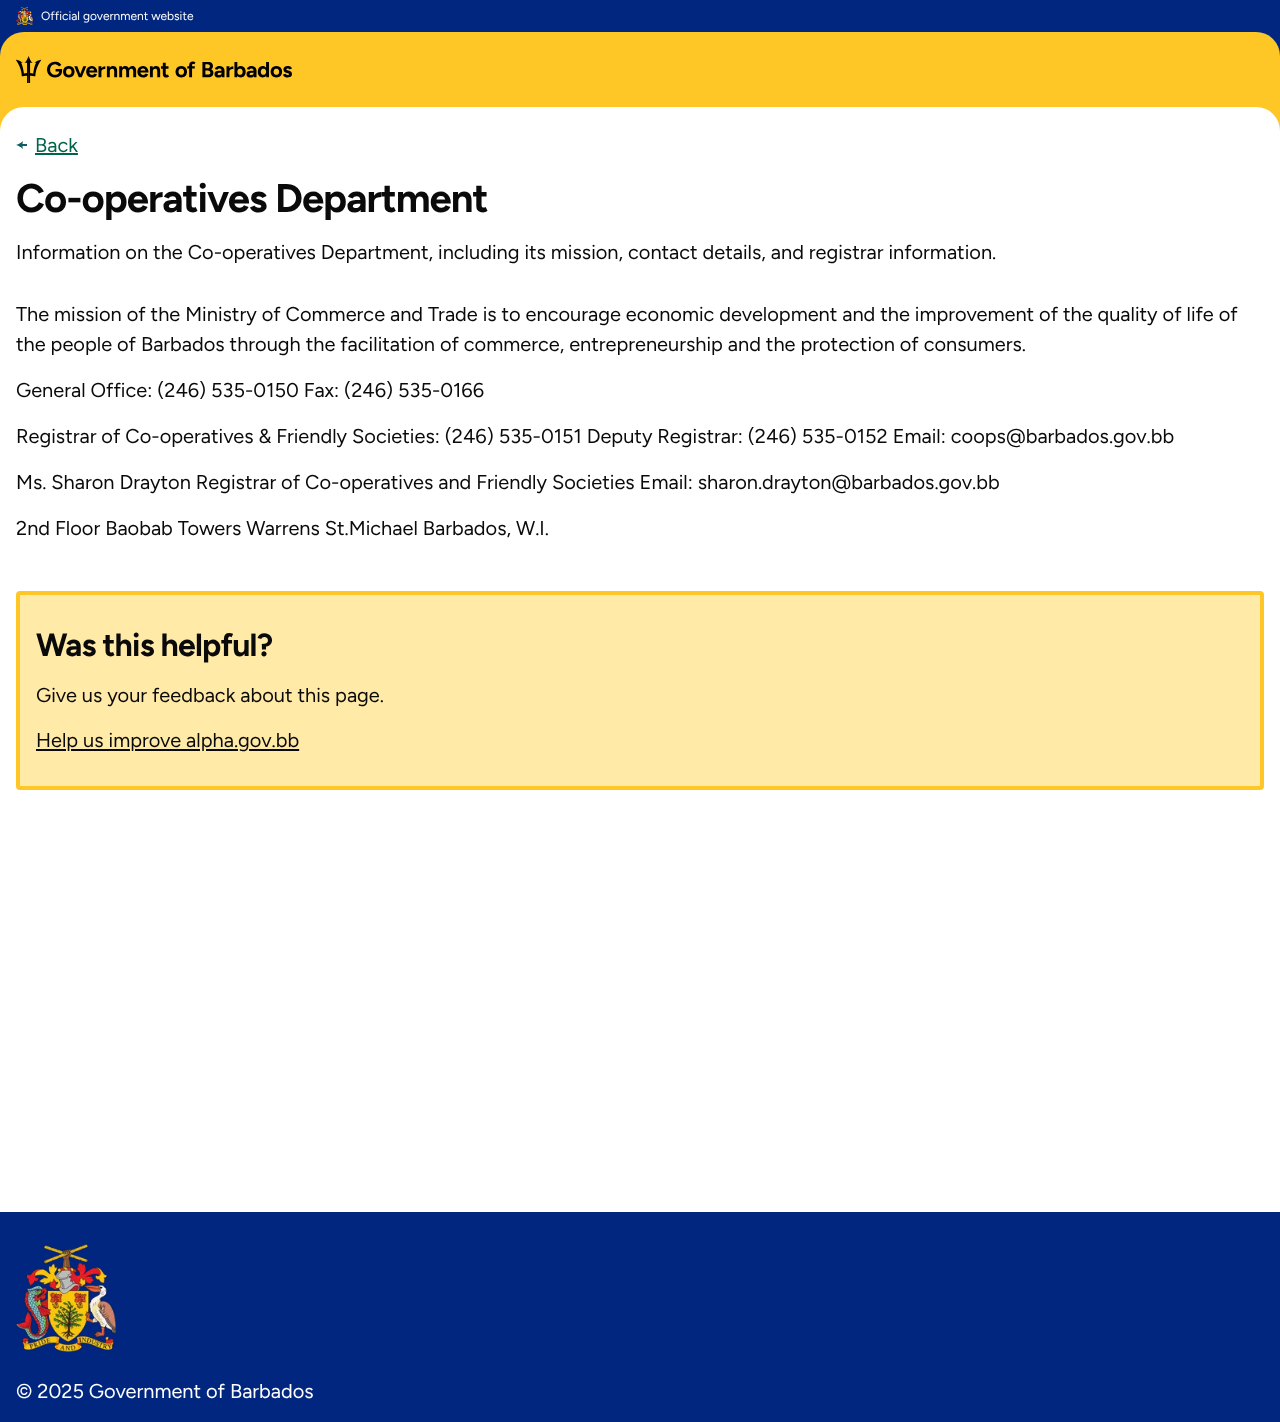 Official government website
Government of Barbados
Back
Co-operatives Department
Information on the Co-operatives Department, including its mission, contact details, and registrar information.
The mission of the Ministry of Commerce and Trade is to encourage economic development and the improvement of the quality of life of
the people of Barbados through the facilitation of commerce, entrepreneurship and the protection of consumers.
General Office: (246) 535-0150 Fax: (246) 535-0166
Registrar of Co-operatives & Friendly Societies: (246) 535-0151 Deputy Registrar: (246) 535-0152 Email: coops@barbados.gov.bb
Ms. Sharon Drayton Registrar of Co-operatives and Friendly Societies Email: sharon.drayton@barbados.gov.bb
2nd Floor Baobab Towers Warrens St.Michael Barbados, W.I.
Was this helpful?
Give us your feedback about this page.
Help us improve alpha.gov.bb
PRIDE AND INDUSTRY
© 2025 Government of Barbados